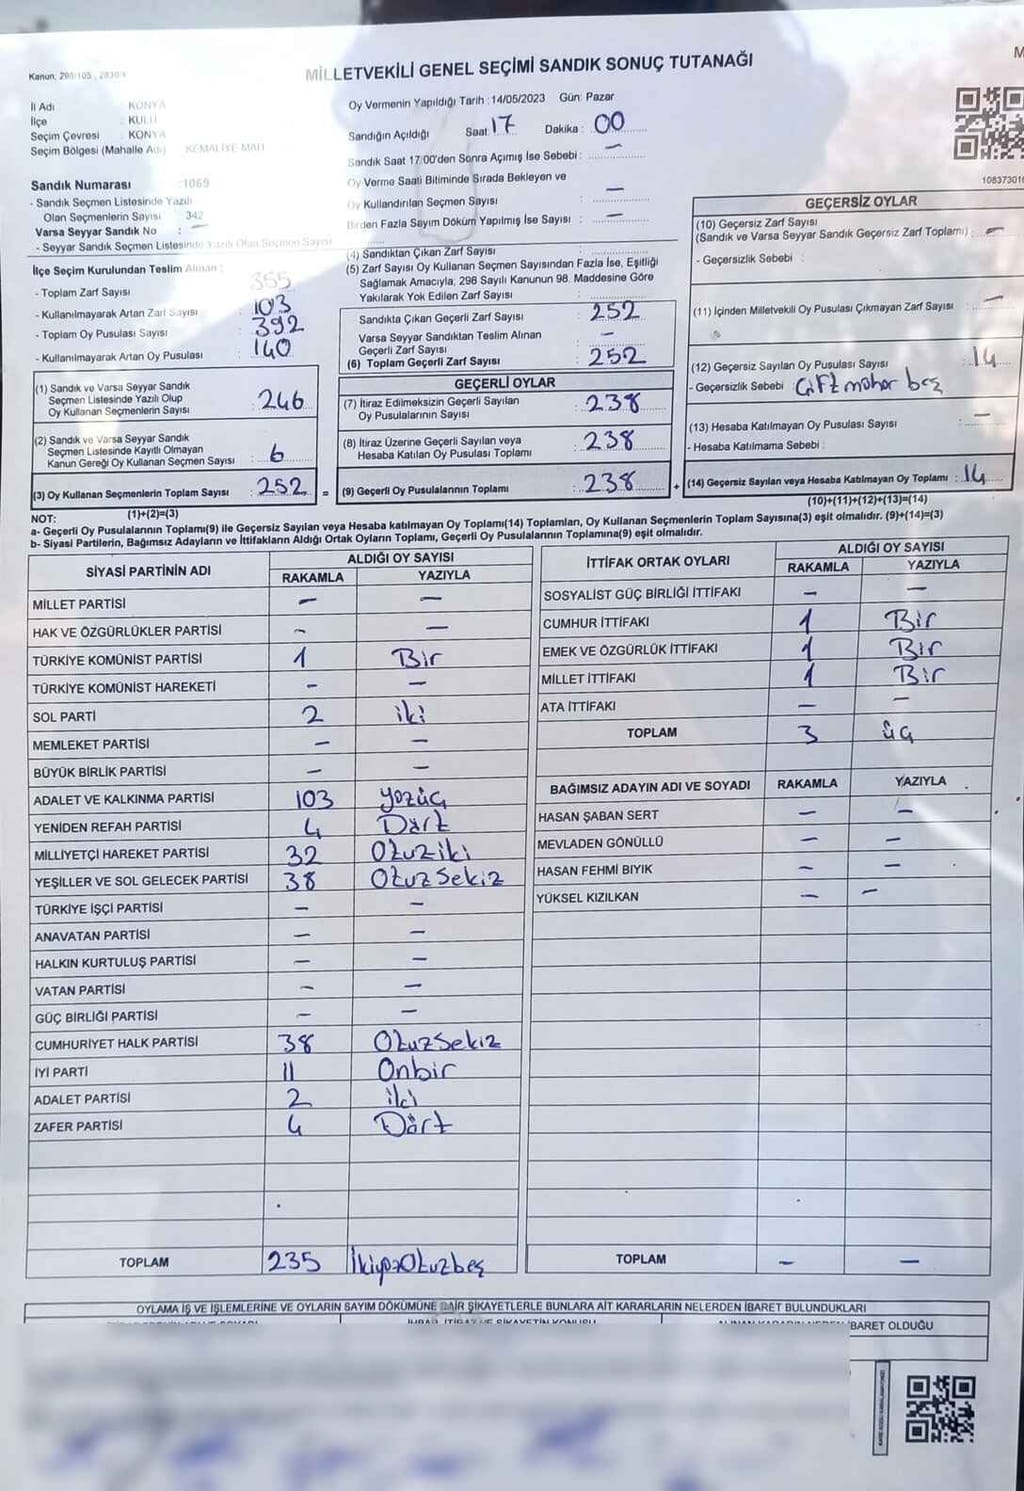 MİLLETVEKİLİ GENEL SEÇİMİ SANDIK SONUÇ TUTANAĞI
M
İl Adı KONYA
İlçe : KULU
Seçim Çevresi : KONYA
Seçim Bölgesi (Mahalle Adı) KEMALİYE MAH.
Oy Vermenin Yapıldığı Tarih : 14/05/2023 Gün: Pazar
Sandığın Açıldığı Saat 17 Dakika : 00
Sandık Saat 17:00'den Sonra Açımış İse Sebebi : —
Oy Verme Saati Bitiminde Sırada Bekleyen ve
Oy Kullandırılan Seçmen Sayısı : —
Birden Fazla Sayım Döküm Yapılmış İse Sayısı : —
Sandık Numarası : 1069
- Sandık Seçmen Listesinde Yazılı
Olan Seçmenlerin Sayısı 342
Varsa Seyyar Sandık No : —
- Seyyar Sandık Seçmen Listesinde Yazılı Olan Seçmen Sayısı
İlçe Seçim Kurulundan Teslim Alınan :
- Toplam Zarf Sayısı 355
- Kullanılmayarak Artan Zarf Sayısı : 103
- Toplam Oy Pusulası Sayısı : 392
- Kullanılmayarak Artan Oy Pusulası : 140
(4) Sandıktan Çıkan Zarf Sayısı :
(5) Zarf Sayısı Oy Kullanan Seçmen Sayısından Fazla İse, Eşitliği
Sağlamak Amacıyla; 298 Sayılı Kanunun 98. Maddesine Göre
Yakılarak Yok Edilen Zarf Sayısı :
Sandıkta Çıkan Geçerli Zarf Sayısı : 252
Varsa Seyyar Sandıktan Teslim Alınan
Geçerli Zarf Sayısı : —
(6) Toplam Geçerli Zarf Sayısı : 252
GEÇERSİZ OYLAR
(10) Geçersiz Zarf Sayısı
(Sandık ve Varsa Seyyar Sandık Geçersiz Zarf Toplamı) : —
- Geçersizlik Sebebi :
(11) İçinden Milletvekili Oy Pusulası Çıkmayan Zarf Sayısı : —
(12) Geçersiz Sayılan Oy Pusulası Sayısı : 14
- Geçersizlik Sebebi : Çift mühür beş
(13) Hesaba Katılmayan Oy Pusulası Sayısı : —
- Hesaba Katılmama Sebebi :
(14) Geçersiz Sayılan veya Hesaba Katılmayan Oy Toplamı : 14
(10)+(11)+(12)+(13)=(14)
(1) Sandık ve Varsa Seyyar Sandık
Seçmen Listesinde Yazılı Olup
Oy Kullanan Seçmenlerin Sayısı : 246
(2) Sandık ve Varsa Seyyar Sandık
Seçmen Listesinde Kayıtlı Olmayan
Kanun Gereği Oy Kullanan Seçmen Sayısı : 6
(3) Oy Kullanan Seçmenlerin Toplam Sayısı : 252 =
(1)+(2)=(3)
GEÇERLİ OYLAR
(7) İtiraz Edilmeksizin Geçerli Sayılan
Oy Pusulalarının Sayısı : 238
(8) İtiraz Üzerine Geçerli Sayılan veya
Hesaba Katılan Oy Pusulası Toplamı : 238
(9) Geçerli Oy Pusulalarının Toplamı : 238 +
NOT:
a- Geçerli Oy Pusulalarının Toplamı(9) ile Geçersiz Sayılan veya Hesaba katılmayan Oy Toplamı(14) Toplamları, Oy Kullanan Seçmenlerin Toplam Sayısına(3) eşit olmalıdır. (9)+(14)=(3)
b- Siyasi Partilerin, Bağımsız Adayların ve İttifakların Aldığı Ortak Oyların Toplamı, Geçerli Oy Pusulalarının Toplamına(9) eşit olmalıdır.
SİYASİ PARTİNİN ADI ALDIĞI OY SAYISI
RAKAMLA YAZIYLA
MİLLET PARTİSİ — —
HAK VE ÖZGÜRLÜKLER PARTİSİ — —
TÜRKİYE KOMÜNİST PARTİSİ 1 Bir
TÜRKİYE KOMÜNİST HAREKETİ — —
SOL PARTİ 2 iki
MEMLEKET PARTİSİ — —
BÜYÜK BİRLİK PARTİSİ — —
ADALET VE KALKINMA PARTİSİ 103 yüzüç
YENİDEN REFAH PARTİSİ 4 Dört
MİLLİYETÇİ HAREKET PARTİSİ 32 Otuziki
YEŞİLLER VE SOL GELECEK PARTİSİ 38 Otuz Sekiz
TÜRKİYE İŞÇİ PARTİSİ — —
ANAVATAN PARTİSİ — —
HALKIN KURTULUŞ PARTİSİ — —
VATAN PARTİSİ — —
GÜÇ BİRLİĞİ PARTİSİ — —
CUMHURİYET HALK PARTİSİ 38 Otuzsekiz
İYİ PARTİ 11 Onbir
ADALET PARTİSİ 2 iki
ZAFER PARTİSİ 4 Dört
TOPLAM 235 İkiyüzOtuzbeş
İTTİFAK ORTAK OYLARI ALDIĞI OY SAYISI
RAKAMLA YAZIYLA
SOSYALİST GÜÇ BİRLİĞİ İTTİFAKI — —
CUMHUR İTTİFAKI 1 Bir
EMEK VE ÖZGÜRLÜK İTTİFAKI 1 Bir
MİLLET İTTİFAKI 1 Bir
ATA İTTİFAKI — —
TOPLAM 3 üç
BAĞIMSIZ ADAYIN ADI VE SOYADI RAKAMLA YAZIYLA
HASAN ŞABAN SERT — —
MEVLADEN GÖNÜLLÜ — —
HASAN FEHMİ BIYIK — —
YÜKSEL KIZILKAN — —
TOPLAM — —
OYLAMA İŞ VE İŞLEMLERİNE VE OYLARIN SAYIM DÖKÜMÜNE DAİR ŞİKAYETLERLE BUNLARA AİT KARARLARIN NELERDEN İBARET BULUNDUKLARI
İBARET OLDUĞU